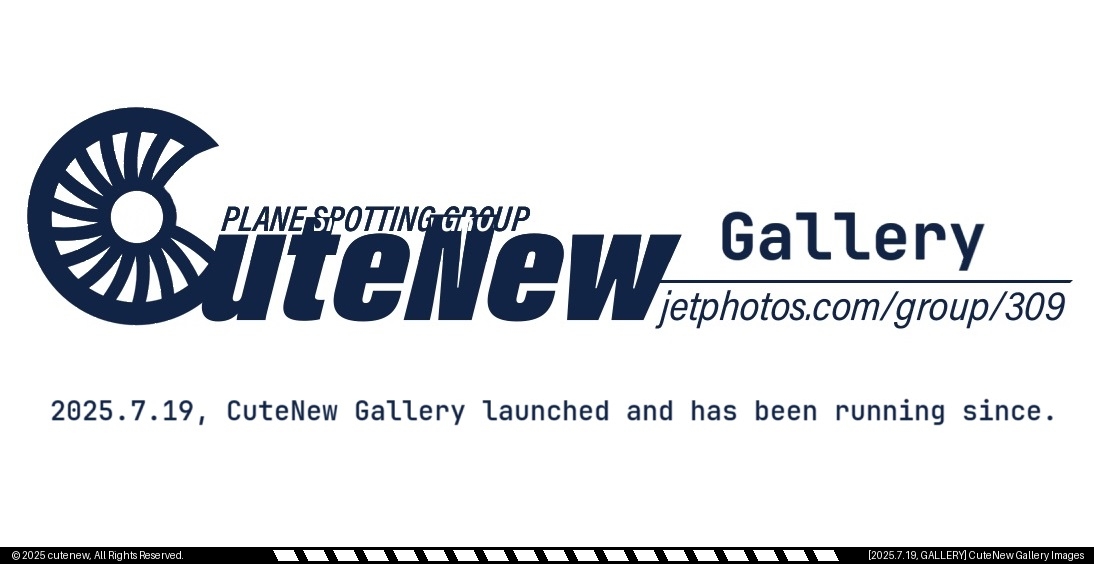 PLANE SPOTTING GROUP
CuteNew
Gallery
jetphotos.com/group/309
2025.7.19, CuteNew Gallery launched and has been running since.
© 2025 cutenew, All Rights Reserved.
[2025.7.19, GALLERY] CuteNew Gallery Images